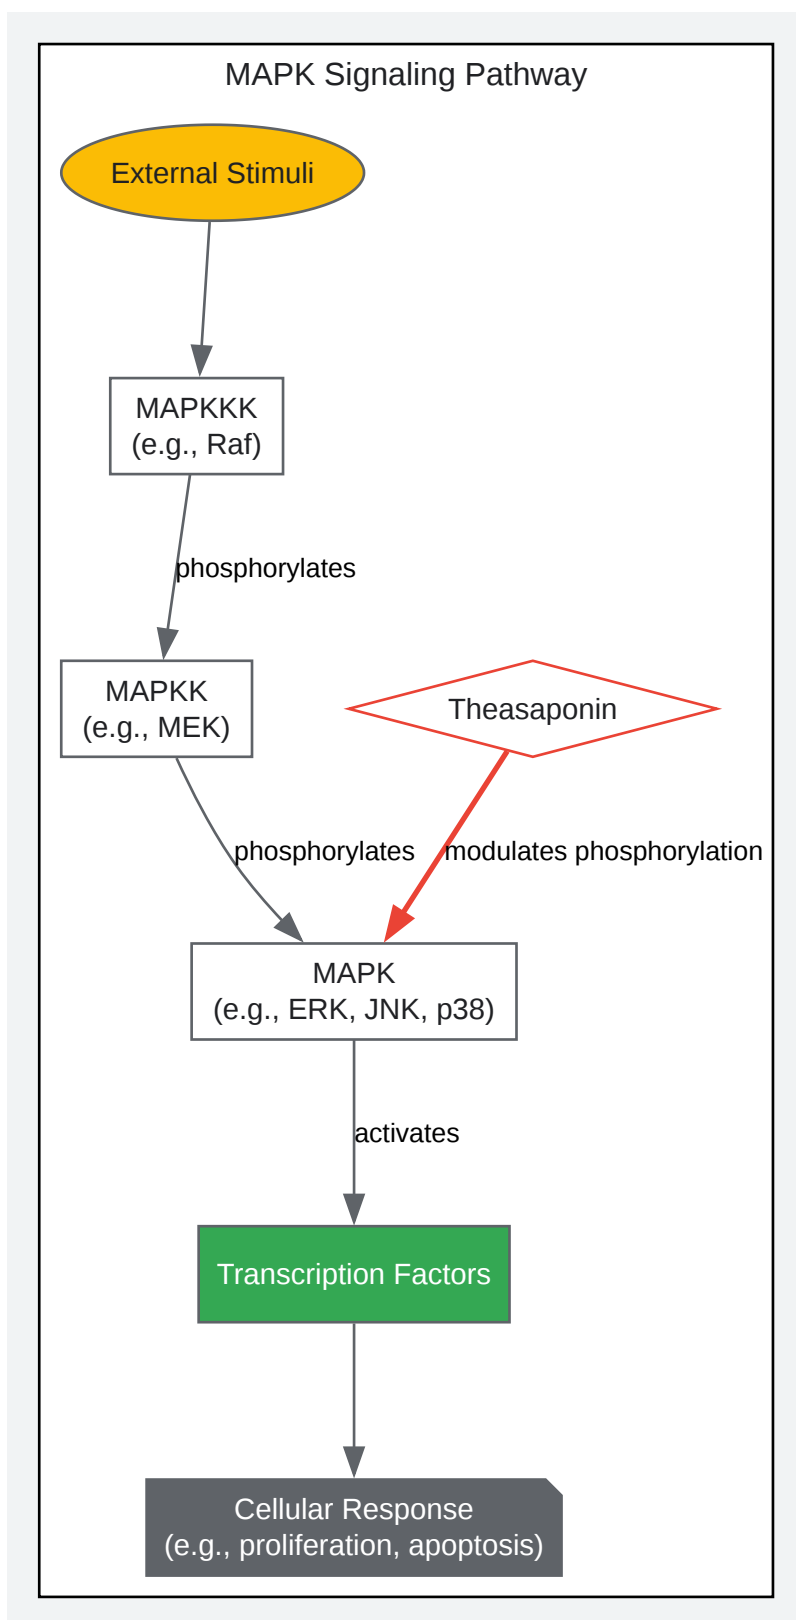 MAPK Signaling Pathway
External Stimuli
MAPKKK
(e.g., Raf)
phosphorylates
MAPKK
(e.g., MEK)
Theasaponin
phosphorylates
modulates phosphorylation
MAPK
(e.g., ERK, JNK, p38)
activates
Transcription Factors
Cellular Response
(e.g., proliferation, apoptosis)